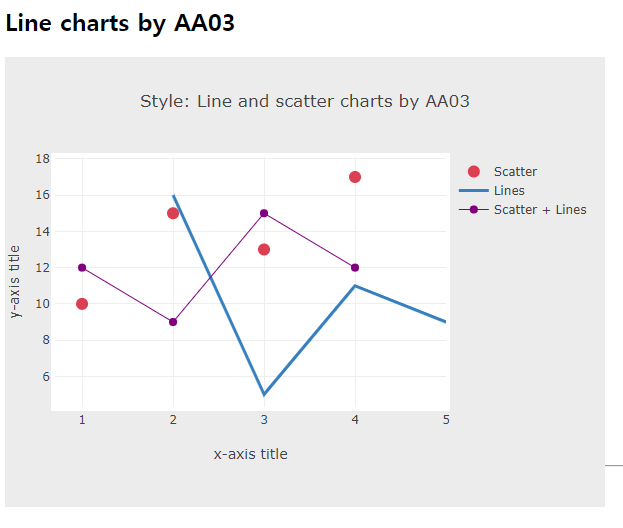 Line charts by AA03
Style: Line and scatter charts by AA03
18
16
14
12
10
8
6
y-axis title
1 2 3 4 5
x-axis title
Scatter
Lines
Scatter + Lines